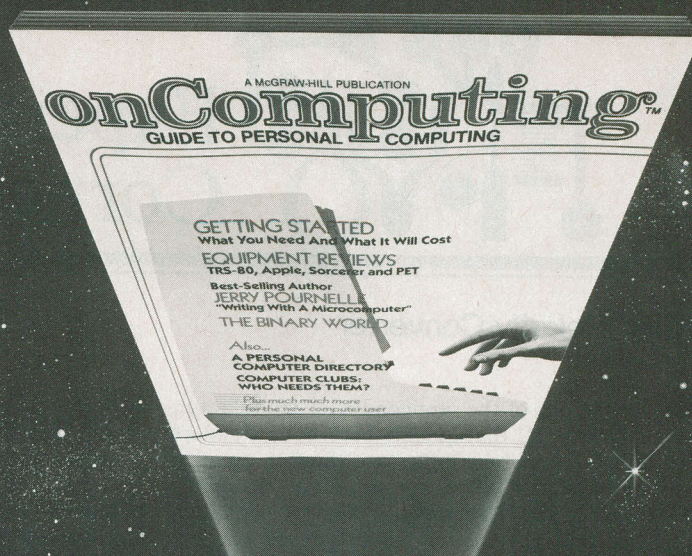 A McGRAW-HILL PUBLICATION
onComputing™
GUIDE TO PERSONAL COMPUTING
GETTING STARTED
What You Need And What It Will Cost
EQUIPMENT REVIEWS
TRS-80, Apple, Sorcerer and PET
Best-Selling Author
JERRY POURNELLE
"Writing With A Microcomputer"
THE BINARY WORLD
Also...
A PERSONAL
COMPUTER DIRECTORY
COMPUTER CLUBS:
WHO NEEDS THEM?
Plus much much more
for the new computer user